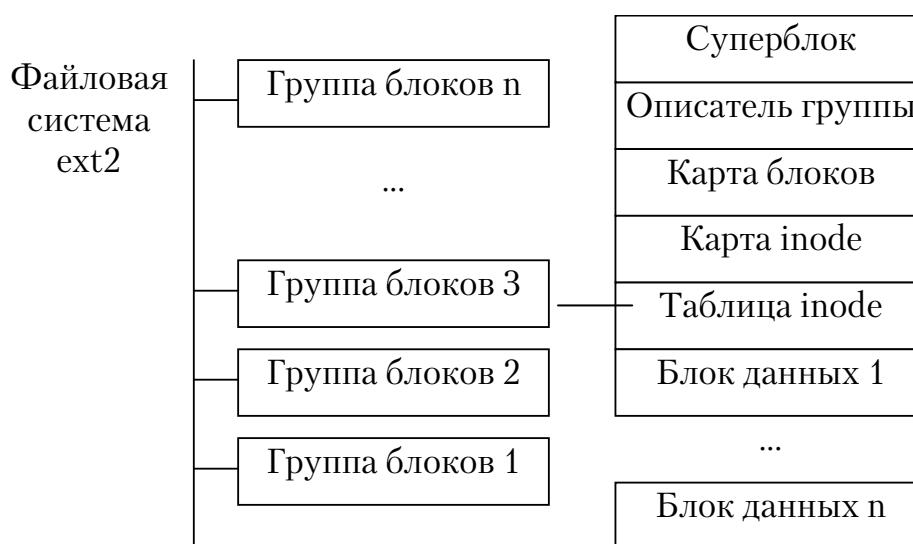 Файловая
система
ext2
Группа блоков n
...
Группа блоков 3
Группа блоков 2
Группа блоков 1
Суперблок
Описатель группы
Карта блоков
Карта inode
Таблица inode
Блок данных 1
...
Блок данных n